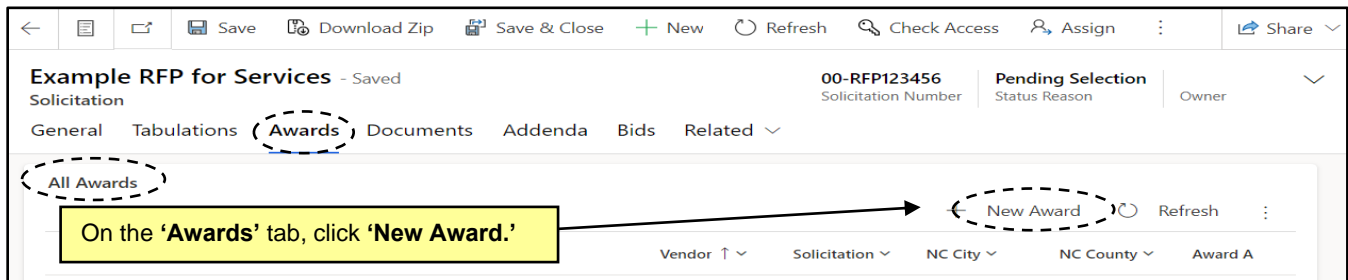 Save Download Zip Save & Close New Refresh Check Access Assign Share
Example RFP for Services - Saved 00-RFP123456 Pending Selection
Solicitation Solicitation Number Status Reason Owner
General Tabulations Awards Documents Addenda Bids Related
All Awards
New Award Refresh
On the ‘Awards’ tab, click ‘New Award.’
Vendor Solicitation NC City NC County Award A